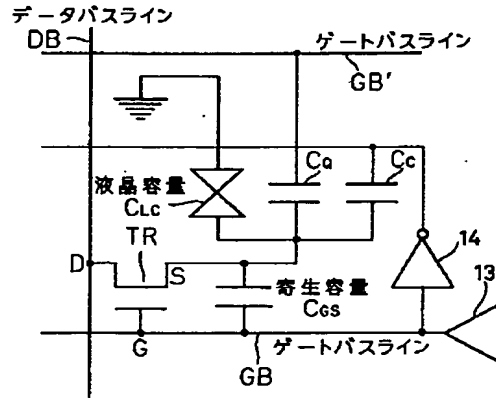 データバスライン
DB
ゲートバスライン
GB'
液晶容量
CLC
CQ
CC
TR
14
13
D
S
寄生容量
CGS
G
ゲートバスライン
GB